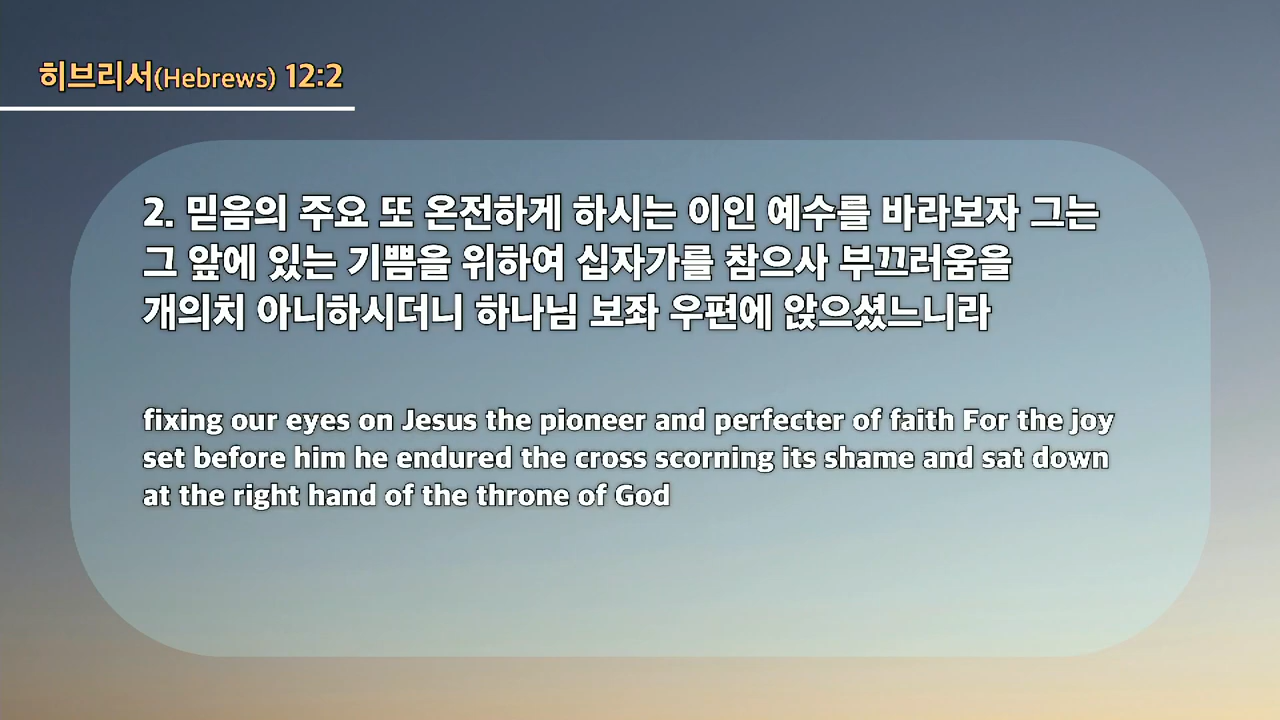 히브리서(Hebrews) 12:2
2. 믿음의 주요 또 온전하게 하시는 이인 예수를 바라보자 그는
그 앞에 있는 기쁨을 위하여 십자가를 참으사 부끄러움을
개의치 아니하시더니 하나님 보좌 우편에 앉으셨느니라
fixing our eyes on Jesus the pioneer and perfecter of faith For the joy
set before him he endured the cross scorning its shame and sat down
at the right hand of the throne of God